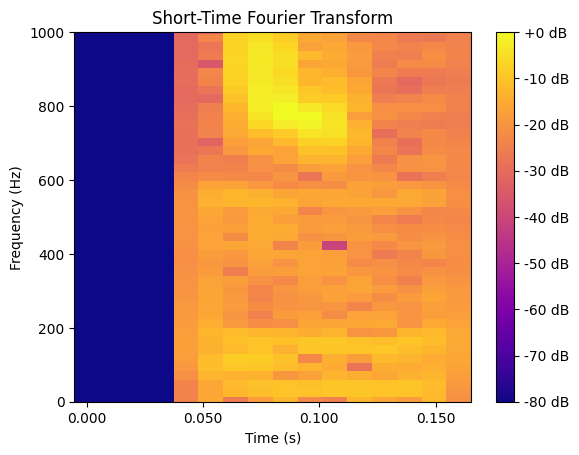 Short-Time Fourier Transform
Frequency (Hz)
1000
800
600
400
200
0
0.000
0.050
0.100
0.150
Time (s)
+0 dB
-10 dB
-20 dB
-30 dB
-40 dB
-50 dB
-60 dB
-70 dB
-80 dB